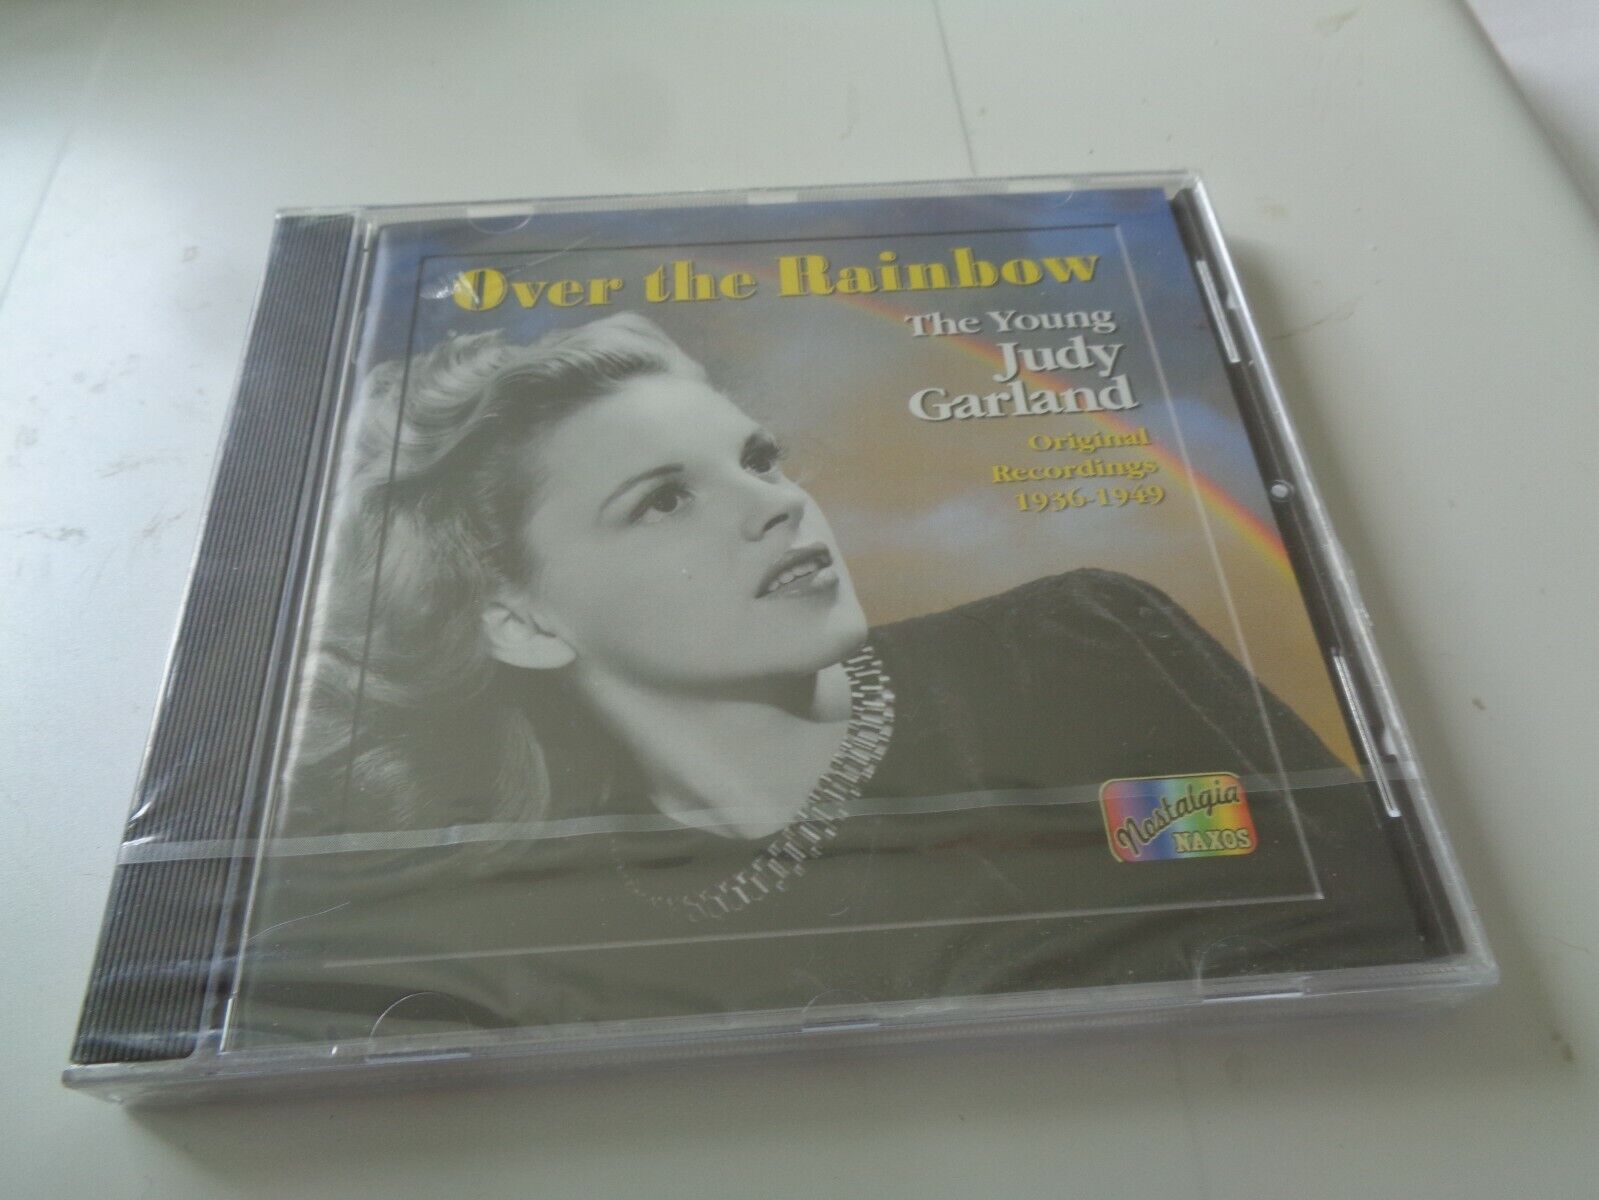 Over the Rainbow
The Young
Judy
Garland
Original
Recordings
1936-1949
Nostalgia
NAXOS